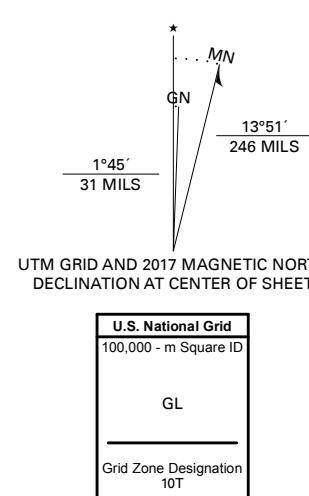 ★
MN
GN
13°51´
246 MILS
1°45´
31 MILS
UTM GRID AND 2017 MAGNETIC NORT
DECLINATION AT CENTER OF SHEET
U.S. National Grid
100,000 - m Square ID
GL
Grid Zone Designation
10T